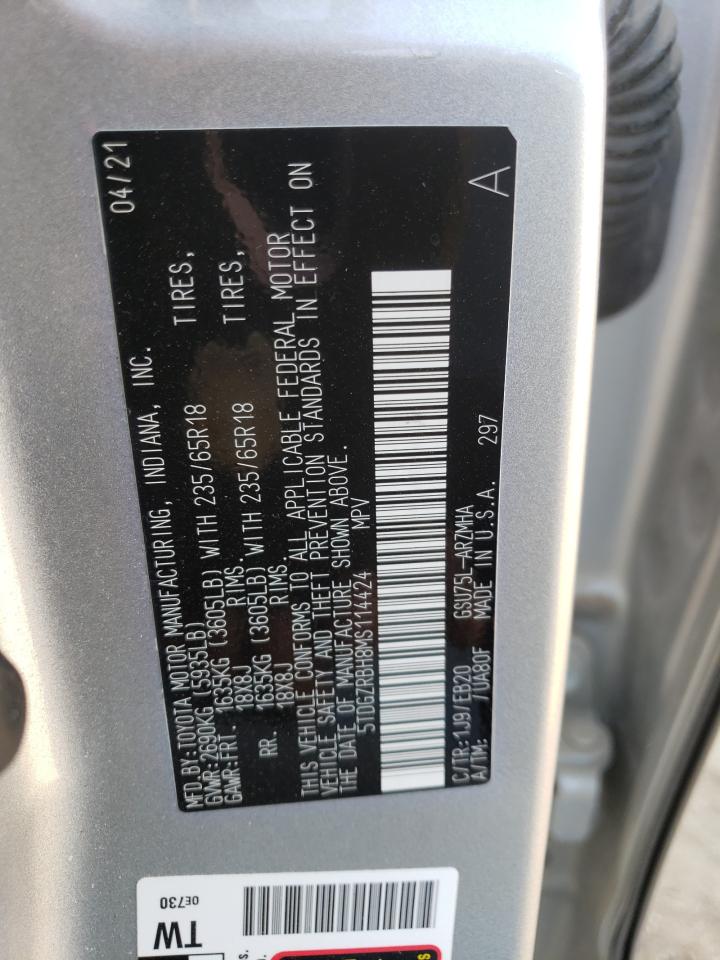 MFD.BY:TOYOTA MOTOR MANUFACTURING, INDIANA, INC. 04/21
GVWR:2690KG (5935LB)
GAWR:FRT. 1635KG (3605LB) WITH 235/65R18 TIRES,
18X8J RIMS.
RR. 1635KG (3605LB) WITH 235/65R18 TIRES,
18X8J RIMS.
THIS VEHICLE CONFORMS TO ALL APPLICABLE FEDERAL MOTOR
VEHICLE SAFETY AND THEFT PREVENTION STANDARDS IN EFFECT ON
THE DATE OF MANUFACTURE SHOWN ABOVE.
5TDGZRBH8MS114424 MPV
C/TR:1J9/EB20 GSU75L-ARZMHA
A/TM: -/UA80F MADE IN U.S.A. 297 A
0E730
TW